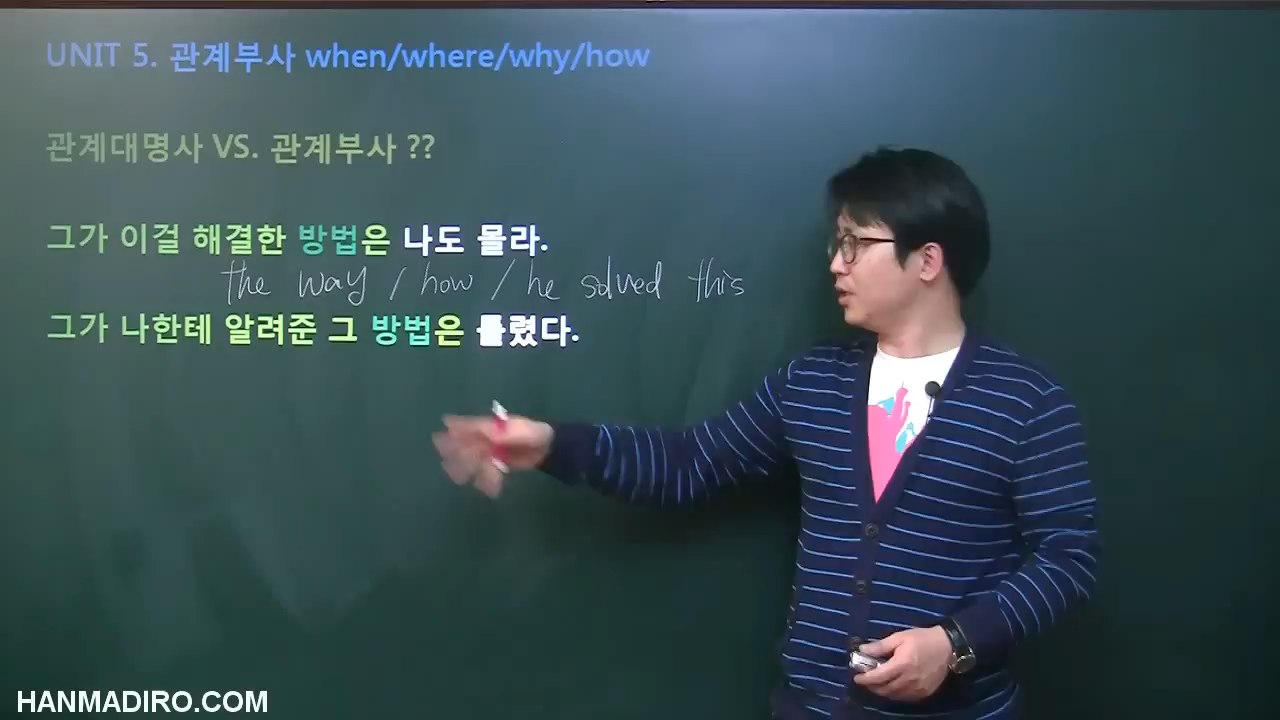 UNIT 5. 관계부사 when/where/why/how
관계대명사 VS. 관계부사 ??
그가 이걸 해결한 방법은 나도 몰라.
the way / how / he solved this
그가 나한테 알려준 그 방법은 틀렸다.
HANMADIRO.COM